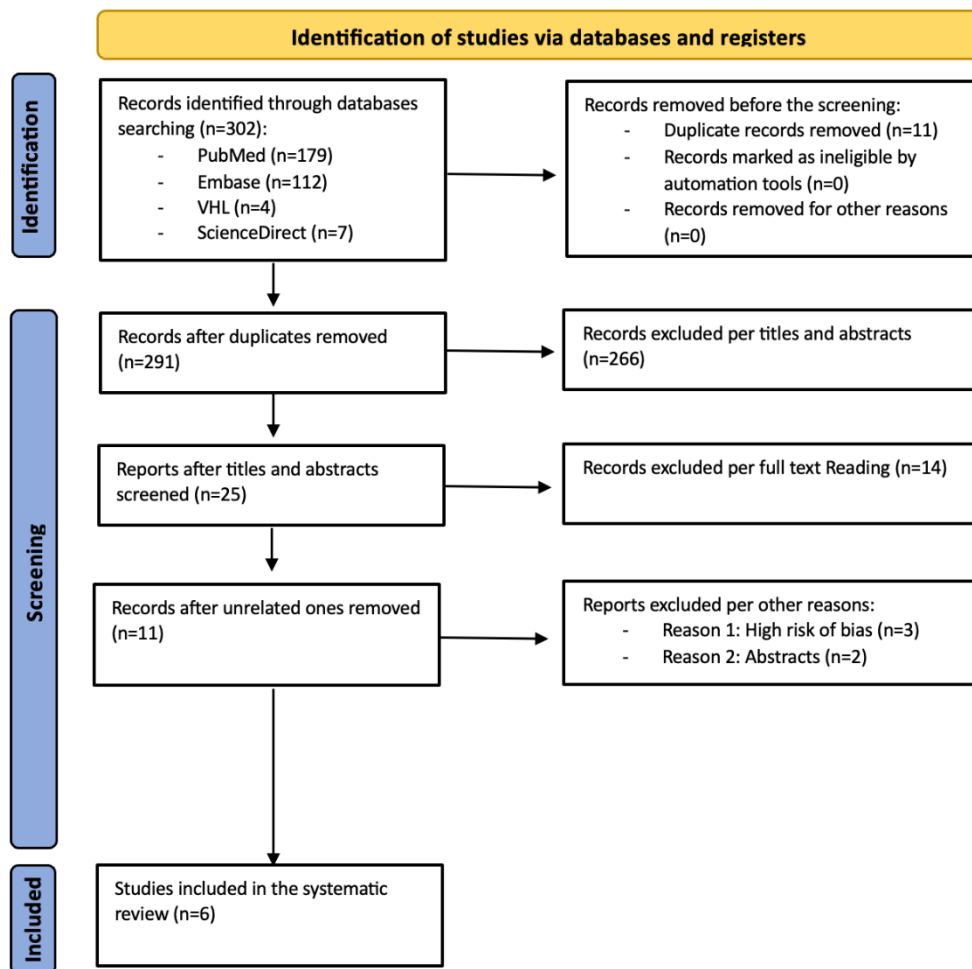 Identification of studies via databases and registers
Identification
Records identified through databases
searching (n=302):
- PubMed (n=179)
- Embase (n=112)
- VHL (n=4)
- ScienceDirect (n=7)
Records removed before the screening:
- Duplicate records removed (n=11)
- Records marked as ineligible by
automation tools (n=0)
- Records removed for other reasons
(n=0)
Screening
Records after duplicates removed
(n=291)
Records excluded per titles and abstracts
(n=266)
Reports after titles and abstracts
screened (n=25)
Records excluded per full text Reading (n=14)
Records after unrelated ones removed
(n=11)
Reports excluded per other reasons:
- Reason 1: High risk of bias (n=3)
- Reason 2: Abstracts (n=2)
Included
Studies included in the systematic
review (n=6)